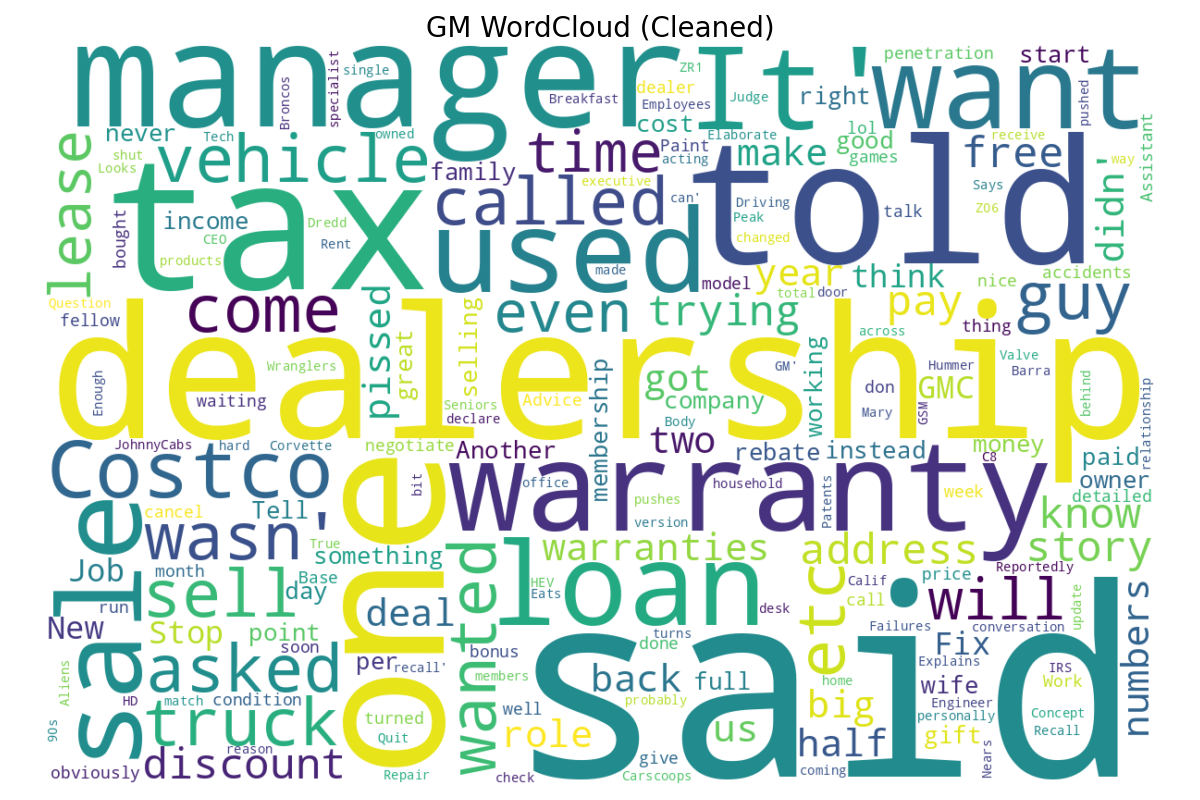 GM WordCloud (Cleaned)
manager
It'
want
penetration
start
ZR1
single
specialist
Broncos
Breakfast
dealer
Employees
Judge
right
pushed
never
Tech
owned
cost
Elaborate
lol
good
games
receive
free
way
Assistant
shut
Looks
vehicle
family
time
Paint
acting
make
told
didn'
lease
tax
called
executive
can'
Driving
Peak
changed
talk
Says
Z06
bought
income
CEO
Dredd
Rent
products
used
made
model
year
total
door
think
nice
accidents
Question
fellow
come
pissed
great
selling
even
trying
pay
thing
guy
across
dealership
Enough
waiting
Wranglers
Seniors
declare
Advice
membership
got
company
Body
GM'
working
don
Mary
Hummer
GMC
GSM
Valve
Barra
behind
relationship
JohnnyCabs
hard
Corvette
negotiate
Another
two
rebate
instead
money
C8
paid
owner
detailed
Costco
bit
office
warranty
pushes
version
household
Patents
week
know
cancel
Tell
wasn'
True
something
one
sale
warranties
address
story
Reportedly
Job
month
Base
day
sell
run
New
Stop
point
soon
deal
per
recall'
wanted
HEV
Eats
loan
desk
etc
Calif
call
price
will
update
Failures
conversation
numbers
asked
Aliens
HD
match
condition
bonus
members
turns
done
said
back
full
probably
home
Fix
Explains
wife
Engineer
personally
IRS
Work
Concept
Recall
90s
truck
turned
Quit
well
role
us
big
gift
obviously
reason
discount
Repair
check
give
Carscoops
half
coming
Nears